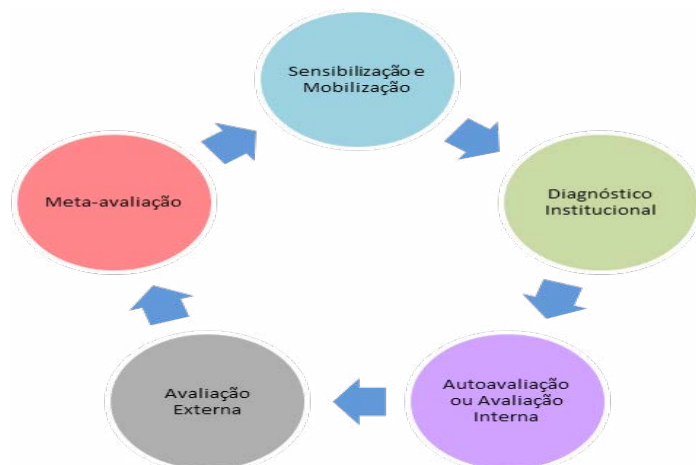 Sensibilização e
Mobilização
Diagnóstico
Institucional
Autoavaliação
ou Avaliação
Interna
Avaliação
Externa
Meta-avaliação